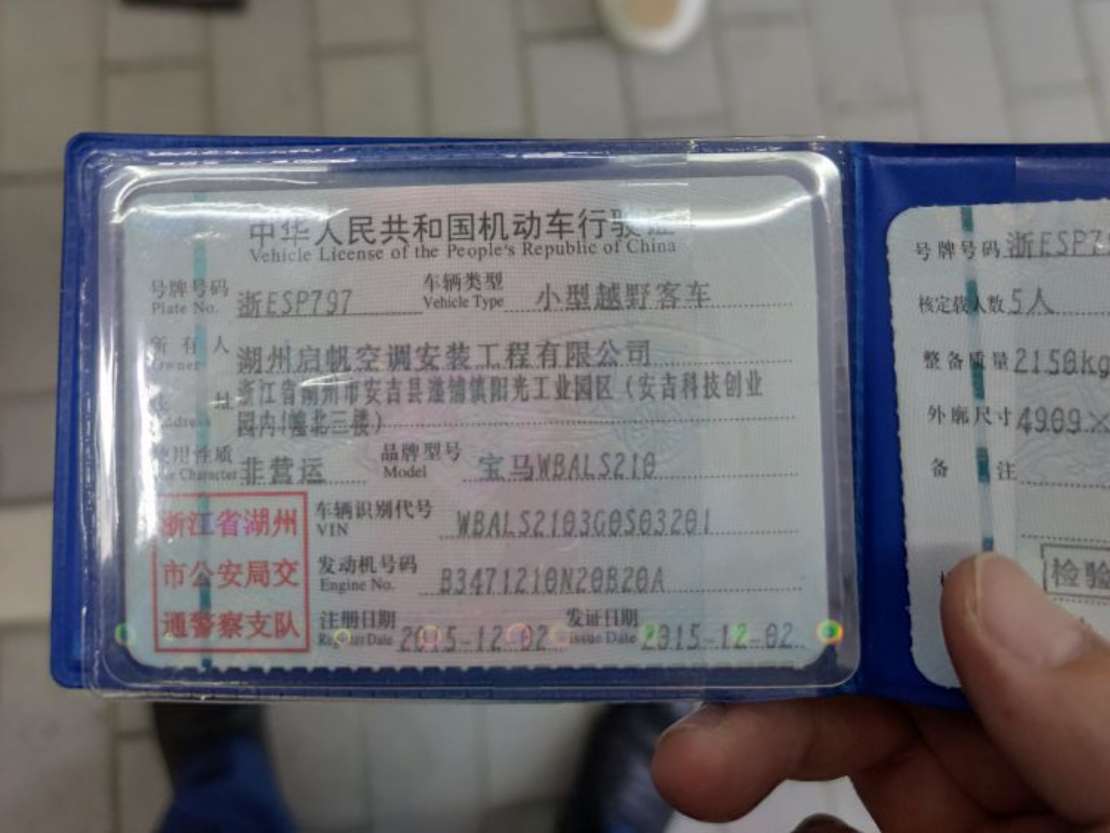 中华人民共和国机动车行驶证
Vehicle License of the People's Republic of China
号牌号码 浙ESP797 车辆类型 小型越野客车
Plate No. Vehicle Type
所有人 湖州启帆空调安装工程有限公司
Owner
住址 浙江省湖州市安吉县递铺镇阳光工业园区（安吉科技创业
Address 园内(幢北三楼)
使用性质 非营运 品牌型号 宝马WBALS210
Use Character Model
浙江省湖州
市公安局交
通警察支队
车辆识别代号 WBALS2103G0S03201
VIN
发动机号码 B3471210N20B20A
Engine No.
注册日期 2015-12-02 发证日期 2015-12-02
Register Date Issue Date
号牌号码 浙ESP7
核定载人数 5人
整备质量 2150kg
外廓尺寸 4909×
备注
检验